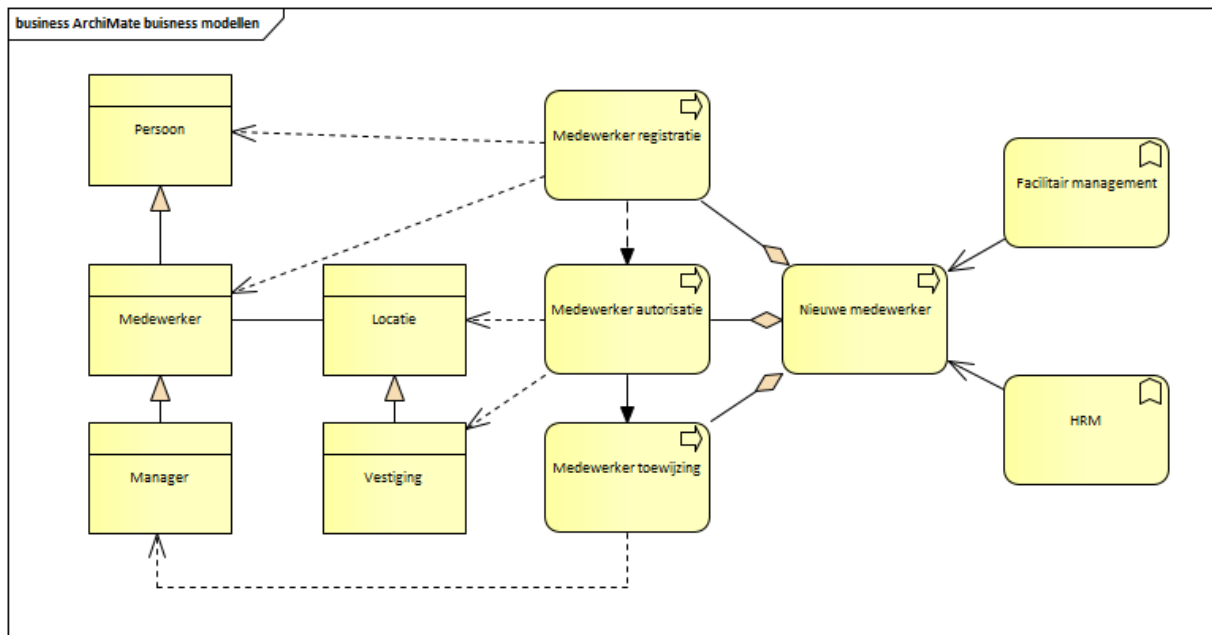 business ArchiMate buisness modellen
Persoon
Medewerker registratie
Facilitair management
Medewerker
Locatie
Medewerker autorisatie
Nieuwe medewerker
Manager
Vestiging
Medewerker toewijzing
HRM